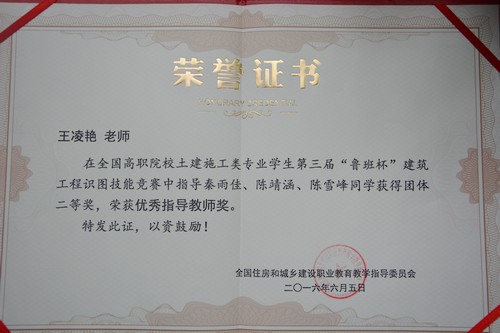 荣誉证书
王凌艳 老师
在全国高职院校土建施工类专业学生第三届“鲁班杯”建筑
工程识图技能竞赛中指导秦雨佳、陈靖涵、陈雪峰同学获得团体
二等奖，荣获优秀指导教师奖。
特发此证，以资鼓励！
全国住房和城乡建设职业教育教学指导委员会
二〇一六年六月五日